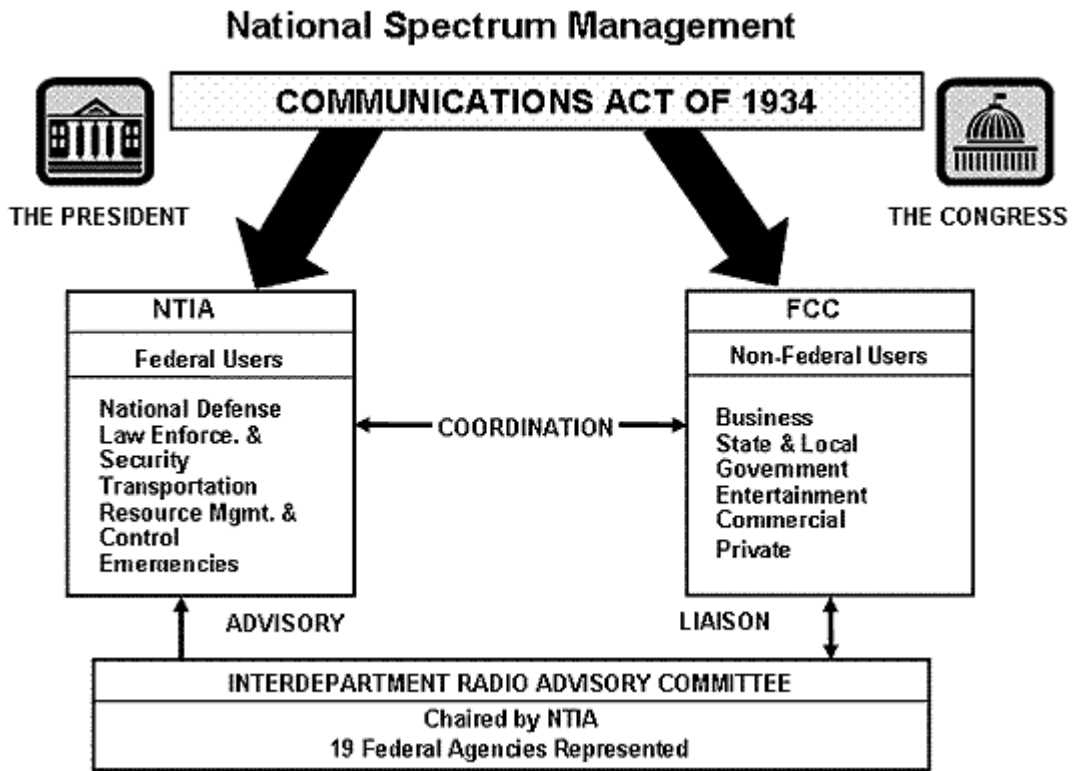 National Spectrum Management
COMMUNICATIONS ACT OF 1934
THE PRESIDENT
THE CONGRESS
NTIA
Federal Users
National Defense
Law Enforce. &
Security
Transportation
Resource Mgmt. &
Control
Emergencies
COORDINATION
FCC
Non-Federal Users
Business
State & Local
Government
Entertainment
Commercial
Private
ADVISORY
LIAISON
INTERDEPARTMENT RADIO ADVISORY COMMITTEE
Chaired by NTIA
19 Federal Agencies Represented